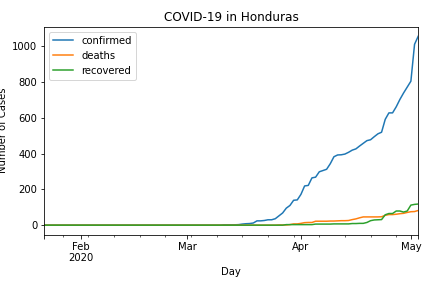 COVID-19 in Honduras
confirmed
deaths
recovered
Number of Cases
1000
800
600
400
200
0
Feb
2020
Mar
Apr
May
Day